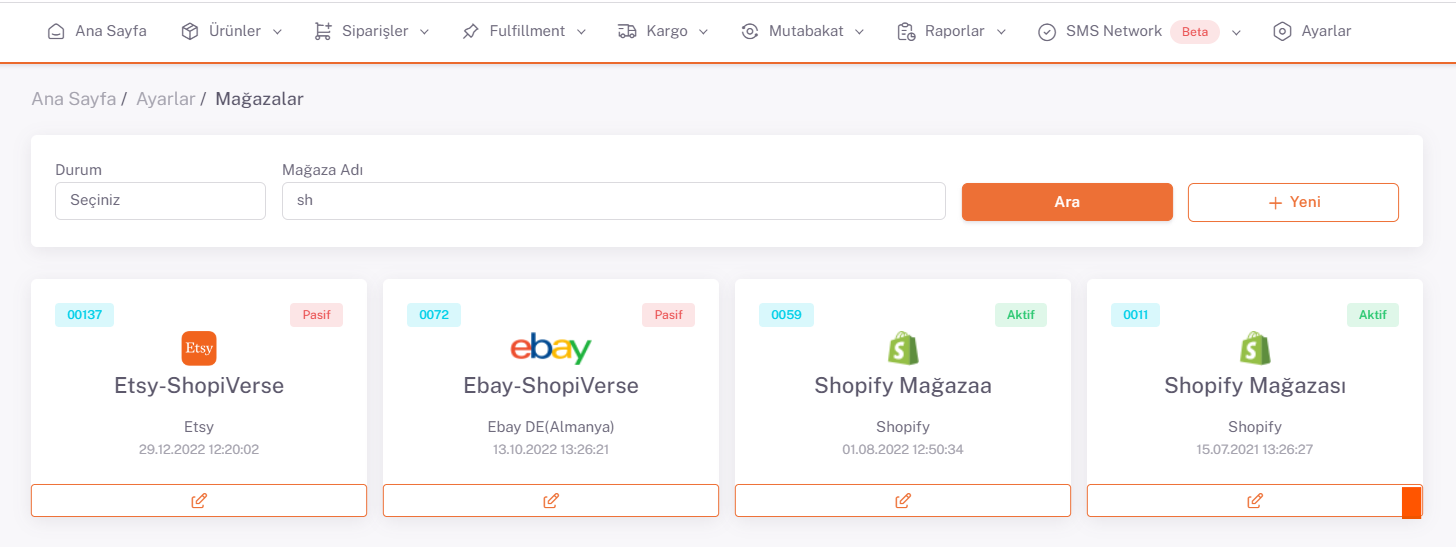 Ana Sayfa Ürünler Siparişler Fulfillment Kargo Mutabakat Raporlar SMS Network Beta Ayarlar
Ana Sayfa / Ayarlar / Mağazalar
Durum Mağaza Adı
Seçiniz sh Ara + Yeni
00137 Pasif 0072 Pasif 0059 Aktif 0011 Aktif
Etsy ebay S S
Etsy-ShopiVerse Ebay-ShopiVerse Shopify Mağazaa Shopify Mağazası
Etsy Ebay DE(Almanya) Shopify Shopify
29.12.2022 12:20:02 13.10.2022 13:26:21 01.08.2022 12:50:34 15.07.2021 13:26:27